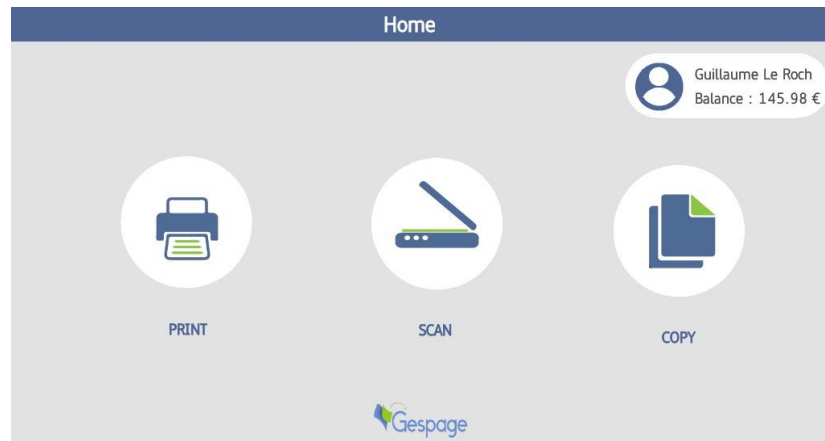 Home
Guillaume Le Roch
Balance : 145.98 €
PRINT
SCAN
COPY
Gespage